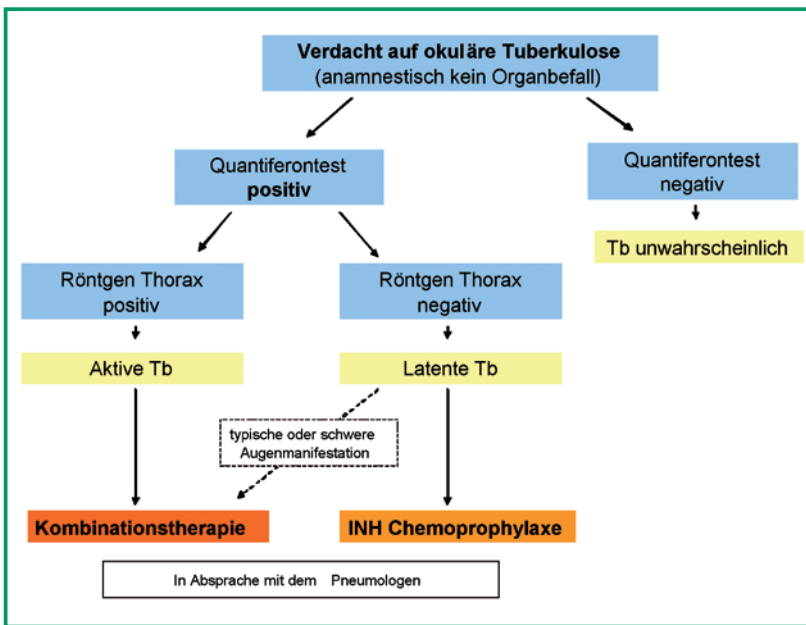 Verdacht auf okuläre Tuberkulose
(anamnestisch kein Organbefall)
Quantiferontest
positiv
Quantiferontest
negativ
Tb unwahrscheinlich
Röntgen Thorax
positiv
Röntgen Thorax
negativ
Aktive Tb
Latente Tb
typische oder schwere
Augenmanifestation
Kombinationstherapie
INH Chemoprophylaxe
In Absprache mit dem Pneumologen